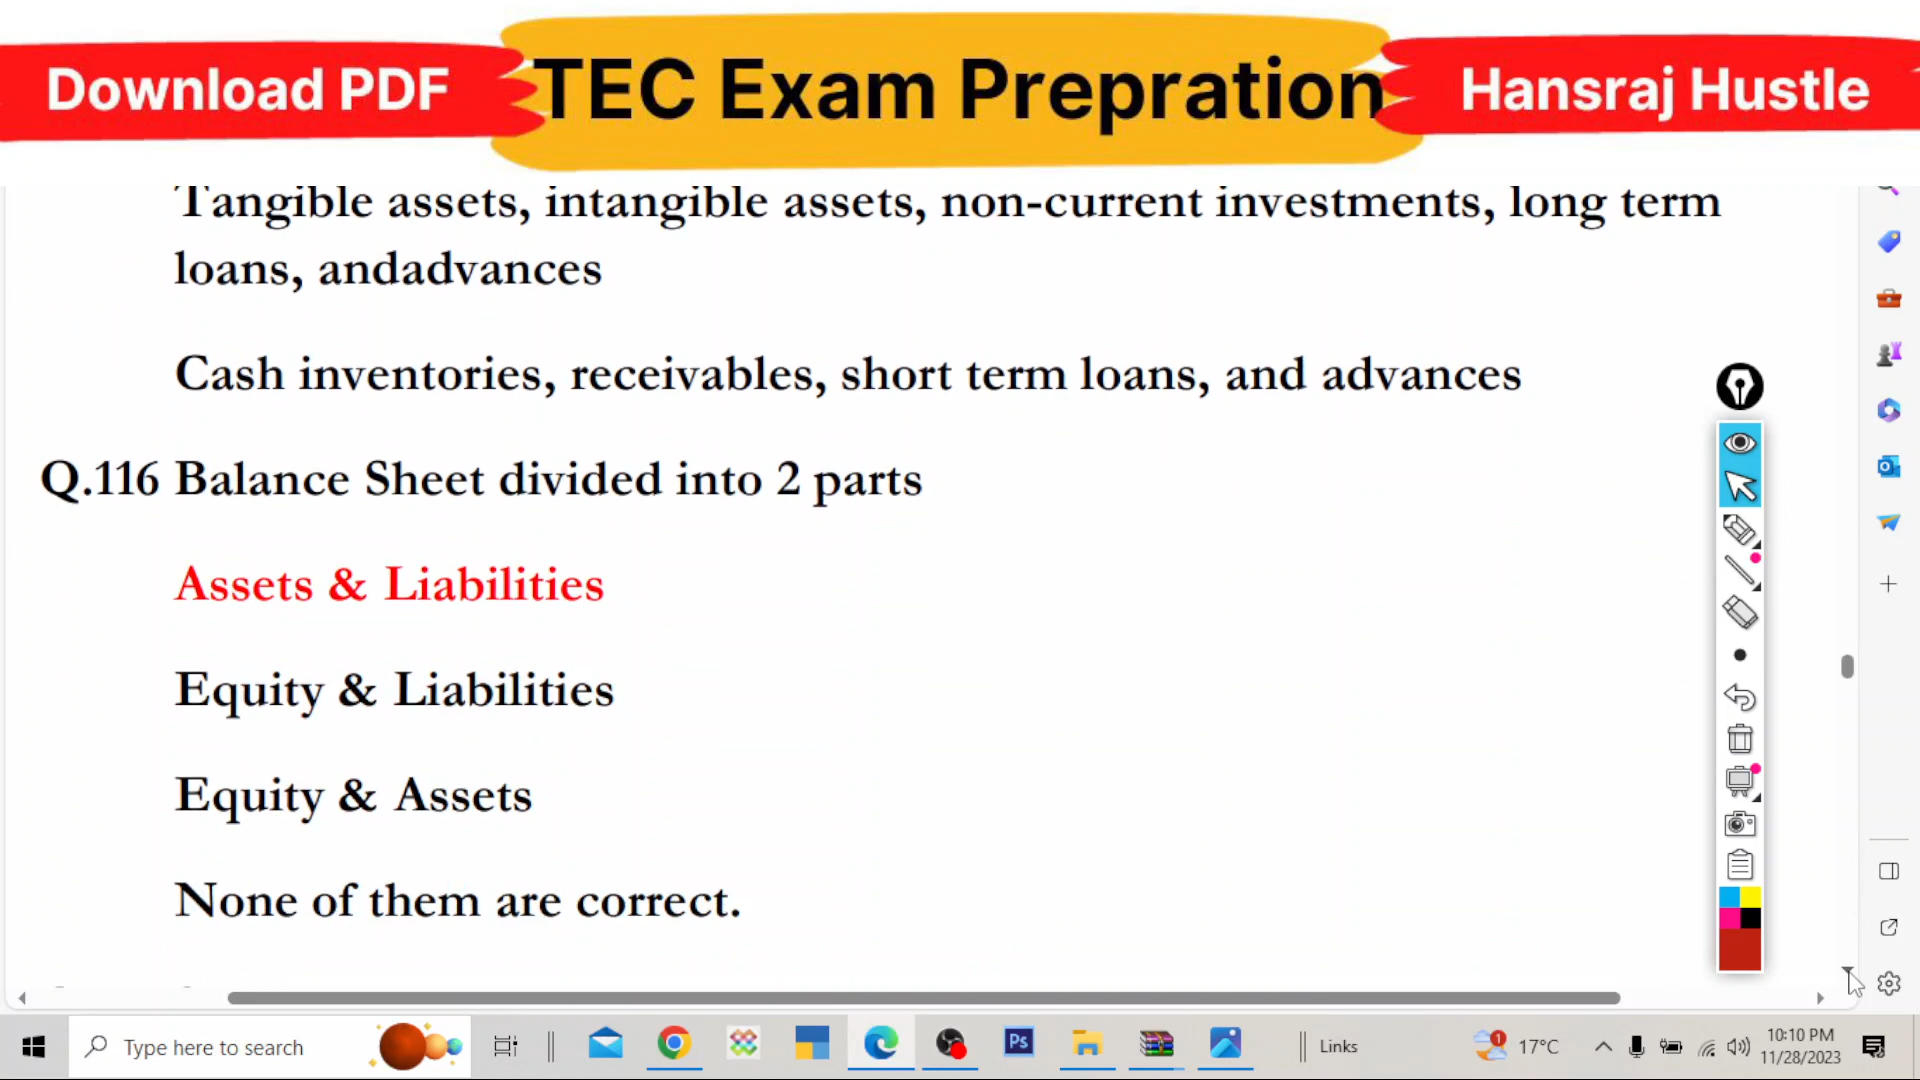 Download PDF
TEC Exam Prepration
Hansraj Hustle
Tangible assets, intangible assets, non-current investments, long term
loans, andadvances
Cash inventories, receivables, short term loans, and advances
Q.116 Balance Sheet divided into 2 parts
Assets & Liabilities
Equity & Liabilities
Equity & Assets
None of them are correct.
Type here to search
Ps
Links
1
17°C
10:10 PM
11/28/2023